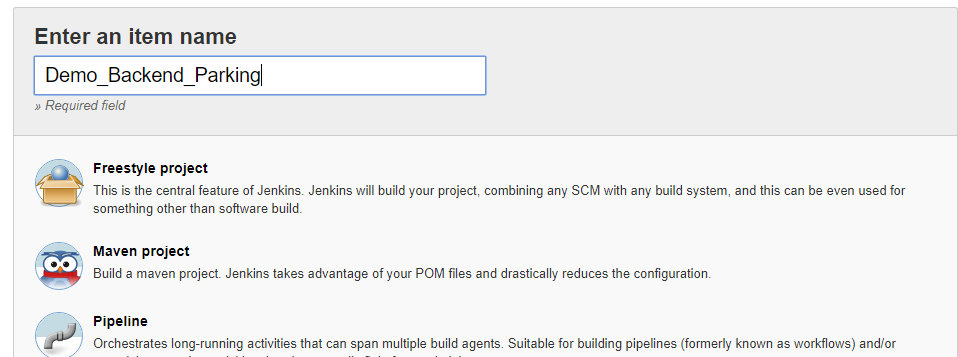 Enter an item name
Demo_Backend_Parking
» Required field
Freestyle project
This is the central feature of Jenkins. Jenkins will build your project, combining any SCM with any build system, and this can be even used for
something other than software build.
Maven project
Build a maven project. Jenkins takes advantage of your POM files and drastically reduces the configuration.
Pipeline
Orchestrates long-running activities that can span multiple build agents. Suitable for building pipelines (formerly known as workflows) and/or